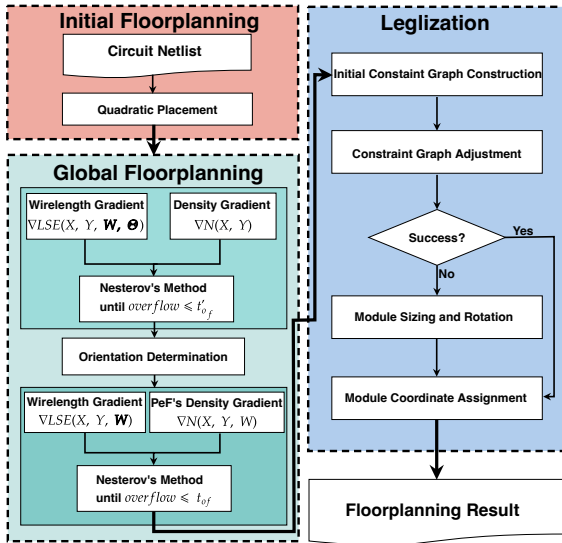 Initial Floorplanning
Circuit Netlist
Quadratic Placement
Global Floorplanning
Wirelength Gradient
∇LSE(X, Y, W, Θ)
Density Gradient
∇N(X, Y)
Nesterov's Method
until overflow ⩽ t'of
Orientation Determination
Wirelength Gradient
∇LSE(X, Y, W)
PeF's Density Gradient
∇N(X, Y, W)
Nesterov's Method
until overflow ⩽ tof
Leglization
Initial Constaint Graph Construction
Constraint Graph Adjustment
Success?
Yes
No
Module Sizing and Rotation
Module Coordinate Assignment
Floorplanning Result